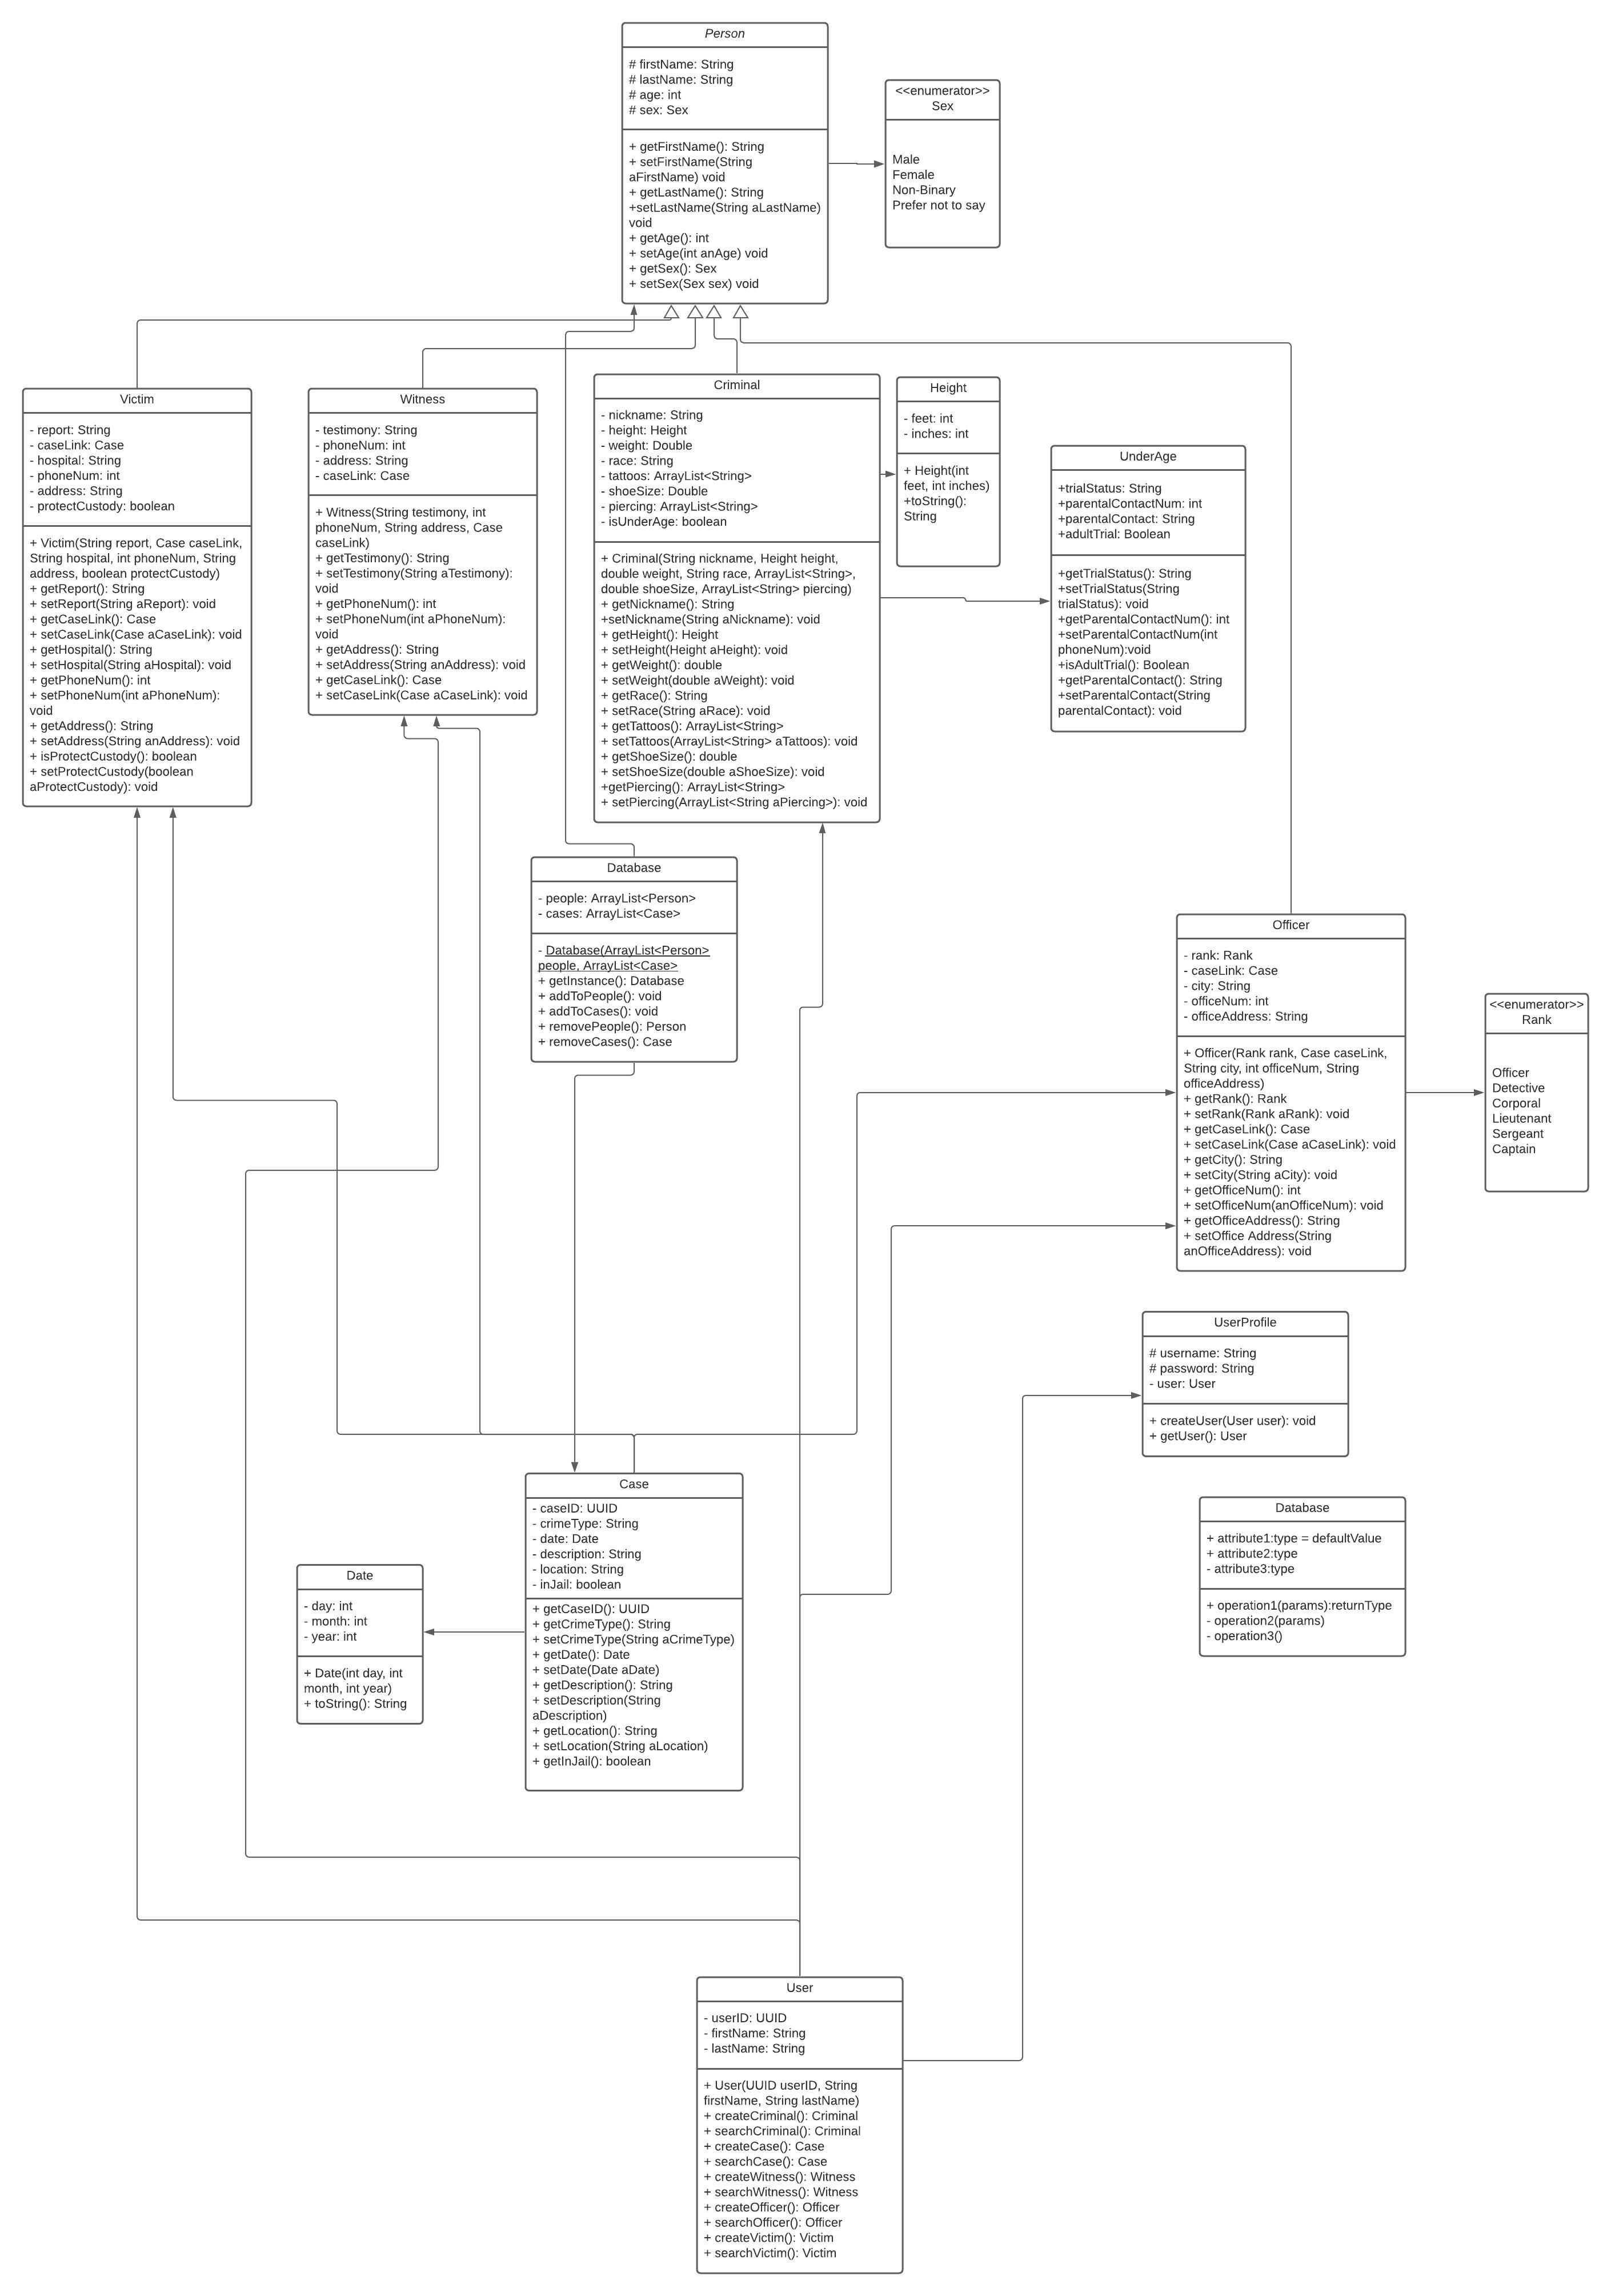 Person
# firstName: String
# lastName: String
# age: int
# sex: Sex
+ getFirstName(): String
+ setFirstName(String
aFirstName) void
+ getLastName(): String
+setLastName(String aLastName)
void
+ getAge(): int
+ setAge(int anAge) void
+ getSex(): Sex
+ setSex(Sex sex) void
<<enumerator>>
Sex
Male
Female
Non-Binary
Prefer not to say
Victim
- report: String
- caseLink: Case
- hospital: String
- phoneNum: int
- address: String
- protectCustody: boolean
+ Victim(String report, Case caseLink,
String hospital, int phoneNum, String
address, boolean protectCustody)
+ getReport(): String
+ setReport(String aReport): void
+ getCaseLink(): Case
+ setCaseLink(Case aCaseLink): void
+ getHospital(): String
+ setHospital(String aHospital): void
+ getPhoneNum(): int
+ setPhoneNum(int aPhoneNum):
void
+ getAddress(): String
+ setAddress(String anAddress): void
+ isProtectCustody(): boolean
+ setProtectCustody(boolean
aProtectCustody): void
Witness
- testimony: String
- phoneNum: int
- address: String
- caseLink: Case
+ Witness(String testimony, int
phoneNum, String address, Case
caseLink)
+ getTestimony(): String
+ setTestimony(String aTestimony):
void
+ getPhoneNum(): int
+ setPhoneNum(int aPhoneNum):
void
+ getAddress(): String
+ setAddress(String anAddress): void
+ getCaseLink(): Case
+ setCaseLink(Case aCaseLink): void
Criminal
- nickname: String
- height: Height
- weight: Double
- race: String
- tattoos: ArrayList<String>
- shoeSize: Double
- piercing: ArrayList<String>
- isUnderAge: boolean
+ Criminal(String nickname, Height height,
double weight, String race, ArrayList<String>,
double shoeSize, ArrayList<String> piercing)
+ getNickname(): String
+setNickname(String aNickname): void
+ getHeight(): Height
+ setHeight(Height aHeight): void
+ getWeight(): double
+ setWeight(double aWeight): void
+ getRace(): String
+ setRace(String aRace): void
+ getTattoos(): ArrayList<String>
+ setTattoos(ArrayList<String> aTattoos): void
+ getShoeSize(): double
+ setShoeSize(double aShoeSize): void
+getPiercing(): ArrayList<String>
+ setPiercing(ArrayList<String aPiercing>): void
Height
- feet: int
- inches: int
+ Height(int
feet, int inches)
+toString():
String
UnderAge
+trialStatus: String
+parentalContactNum: int
+parentalContact: String
+adultTrial: Boolean
+getTrialStatus(): String
+setTrialStatus(String
trialStatus): void
+getParentalContactNum(): int
+setParentalContactNum(int
phoneNum):void
+isAdultTrial(): Boolean
+getParentalContact(): String
+setParentalContact(String
parentalContact): void
Database
- people: ArrayList<Person>
- cases: ArrayList<Case>
- Database(ArrayList<Person>
people, ArrayList<Case>
+ getInstance(): Database
+ addToPeople(): void
+ addToCases(): void
+ removePeople(): Person
+ removeCases(): Case
Officer
- rank: Rank
- caseLink: Case
- city: String
- officeNum: int
- officeAddress: String
+ Officer(Rank rank, Case caseLink,
String city, int officeNum, String
officeAddress)
+ getRank(): Rank
+ setRank(Rank aRank): void
+ getCaseLink(): Case
+ setCaseLink(Case aCaseLink): void
+ getCity(): String
+ setCity(String aCity): void
+ getOfficeNum(): int
+ setOfficeNum(anOfficeNum): void
+ getOfficeAddress(): String
+ setOffice Address(String
anOfficeAddress): void
<<enumerator>>
Rank
Officer
Detective
Corporal
Lieutenant
Sergeant
Captain
UserProfile
# username: String
# password: String
- user: User
+ createUser(User user): void
+ getUser(): User
Database
+ attribute1:type = defaultValue
+ attribute2:type
- attribute3:type
+ operation1(params):returnType
- operation2(params)
- operation3()
Case
- caseID: UUID
- crimeType: String
- date: Date
- description: String
- location: String
- inJail: boolean
+ getCaseID(): UUID
+ getCrimeType(): String
+ setCrimeType(String aCrimeType)
+ getDate(): Date
+ setDate(Date aDate)
+ getDescription(): String
+ setDescription(String
aDescription)
+ getLocation(): String
+ setLocation(String aLocation)
+ getInJail(): boolean
Date
- day: int
- month: int
- year: int
+ Date(int day, int
month, int year)
+ toString(): String
User
- userID: UUID
- firstName: String
- lastName: String
+ User(UUID userID, String
firstName, String lastName)
+ createCriminal(): Criminal
+ searchCriminal(): Criminal
+ createCase(): Case
+ searchCase(): Case
+ createWitness(): Witness
+ searchWitness(): Witness
+ createOfficer(): Officer
+ searchOfficer(): Officer
+ createVictim(): Victim
+ searchVictim(): Victim